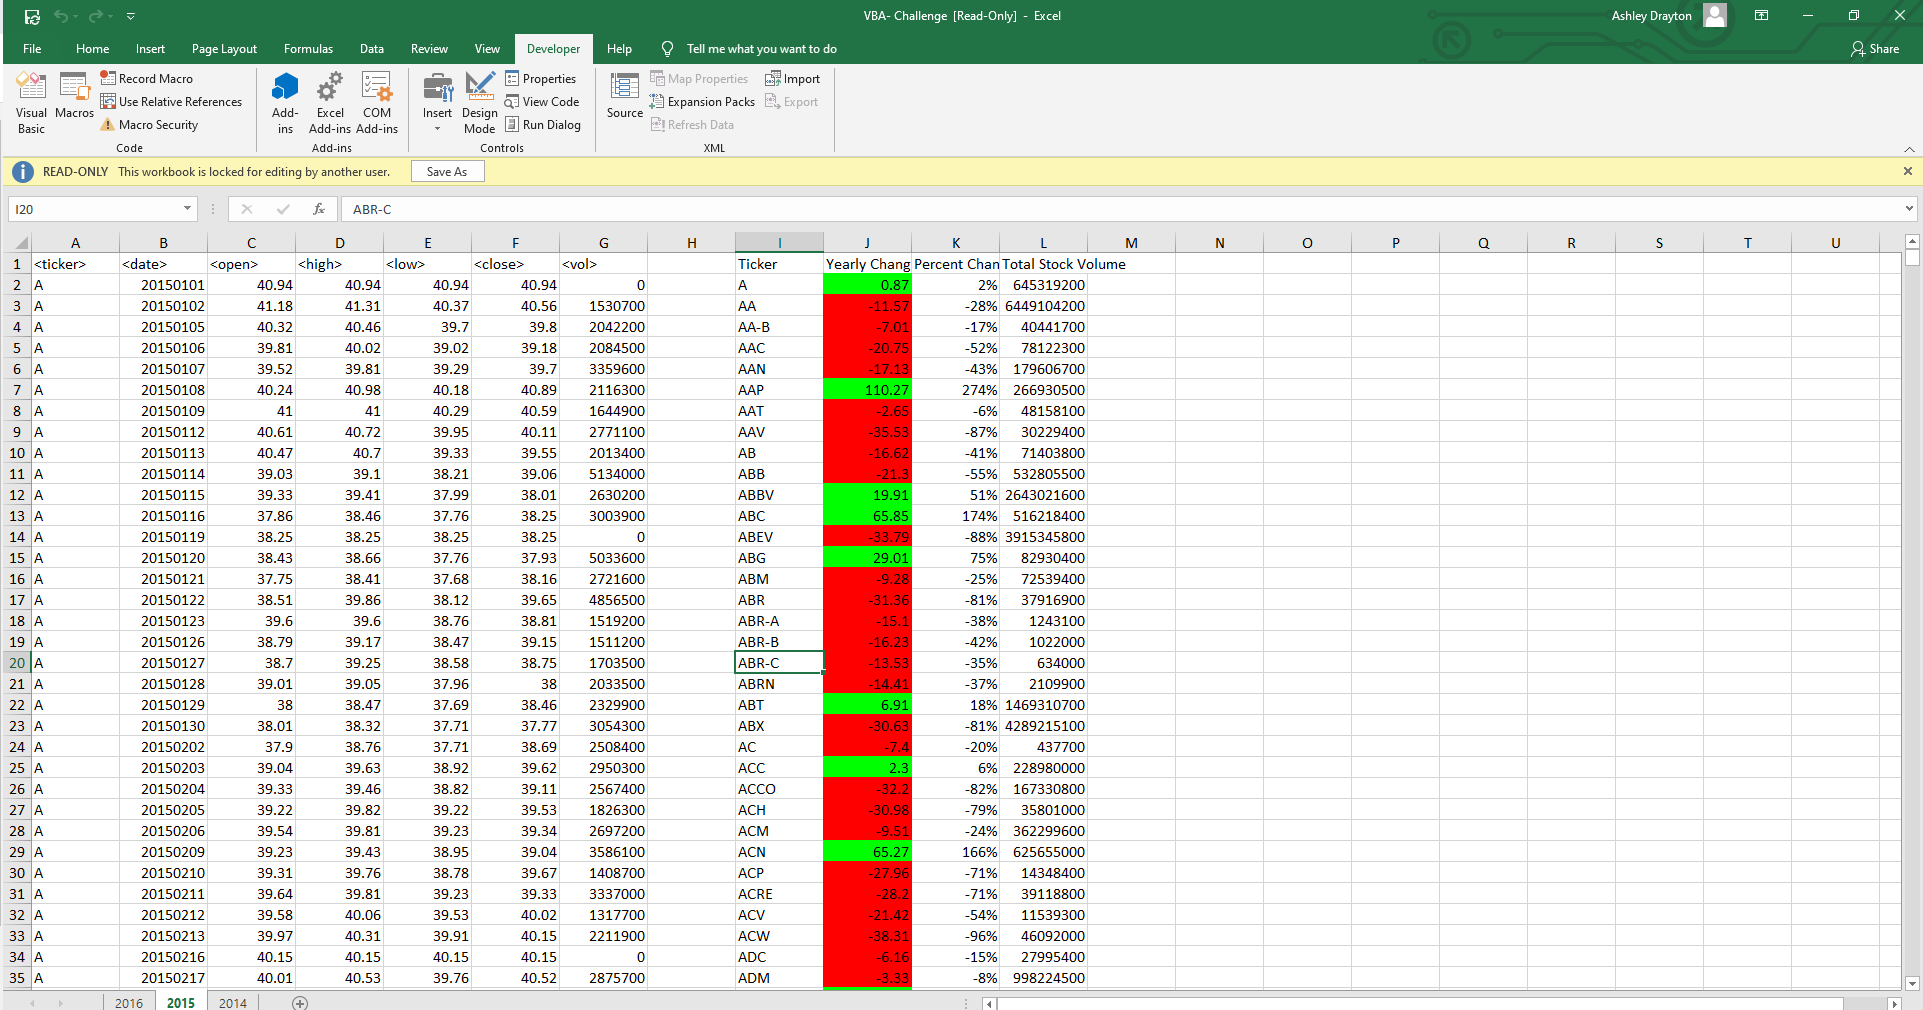 VBA- Challenge [Read-Only] - Excel
Ashley Drayton
File Home Insert Page Layout Formulas Data Review View Developer Help Tell me what you want to do Share
Visual Basic
Macros
Record Macro
Use Relative References
Macro Security
Code
Add-ins
Excel Add-ins
COM Add-ins
Add-ins
Insert
Design Mode
Properties
View Code
Run Dialog
Controls
Source
Map Properties
Expansion Packs
Refresh Data
Import
Export
XML
READ-ONLY This workbook is locked for editing by another user. Save As
I20 fx ABR-C
A B C D E F G H I J K L M N O P Q R S T U
1 <ticker> <date> <open> <high> <low> <close> <vol> Ticker Yearly Chang Percent Chan Total Stock Volume
2 A 20150101 40.94 40.94 40.94 40.94 0 A 0.87 2% 645319200
3 A 20150102 41.18 41.31 40.37 40.56 1530700 AA -11.57 -28% 6449104200
4 A 20150105 40.32 40.46 39.7 39.8 2042200 AA-B -7.01 -17% 40441700
5 A 20150106 39.81 40.02 39.02 39.18 2084500 AAC -20.75 -52% 78122300
6 A 20150107 39.52 39.81 39.29 39.7 3359600 AAN -17.13 -43% 179606700
7 A 20150108 40.24 40.98 40.18 40.89 2116300 AAP 110.27 274% 266930500
8 A 20150109 41 41 40.29 40.59 1644900 AAT -2.65 -6% 48158100
9 A 20150112 40.61 40.72 39.95 40.11 2771100 AAV -35.53 -87% 30229400
10 A 20150113 40.47 40.7 39.33 39.55 2013400 AB -16.62 -41% 71403800
11 A 20150114 39.03 39.1 38.21 39.06 5134000 ABB -21.3 -55% 532805500
12 A 20150115 39.33 39.41 37.99 38.01 2630200 ABBV 19.91 51% 2643021600
13 A 20150116 37.86 38.46 37.76 38.25 3003900 ABC 65.85 174% 516218400
14 A 20150119 38.25 38.25 38.25 38.25 0 ABEV -33.79 -88% 3915345800
15 A 20150120 38.43 38.66 37.76 37.93 5033600 ABG 29.01 75% 82930400
16 A 20150121 37.75 38.41 37.68 38.16 2721600 ABM -9.28 -25% 72539400
17 A 20150122 38.51 39.86 38.12 39.65 4856500 ABR -31.36 -81% 37916900
18 A 20150123 39.6 39.6 38.76 38.81 1519200 ABR-A -15.1 -38% 1243100
19 A 20150126 38.79 39.17 38.47 39.15 1511200 ABR-B -16.23 -42% 1022000
20 A 20150127 38.7 39.25 38.58 38.75 1703500 ABR-C -13.53 -35% 634000
21 A 20150128 39.01 39.05 37.96 38 2033500 ABRN -14.41 -37% 2109900
22 A 20150129 38 38.47 37.69 38.46 2329900 ABT 6.91 18% 1469310700
23 A 20150130 38.01 38.32 37.71 37.77 3054300 ABX -30.63 -81% 4289215100
24 A 20150202 37.9 38.76 37.71 38.69 2508400 AC -7.4 -20% 437700
25 A 20150203 39.04 39.63 38.92 39.62 2950300 ACC 2.3 6% 228980000
26 A 20150204 39.33 39.46 38.82 39.11 2567400 ACCO -32.2 -82% 167330800
27 A 20150205 39.22 39.82 39.22 39.53 1826300 ACH -30.98 -79% 35801000
28 A 20150206 39.54 39.81 39.23 39.34 2697200 ACM -9.51 -24% 362299600
29 A 20150209 39.23 39.43 38.95 39.04 3586100 ACN 65.27 166% 625655000
30 A 20150210 39.31 39.76 38.78 39.67 1408700 ACP -27.96 -71% 14348400
31 A 20150211 39.64 39.81 39.23 39.33 3337000 ACRE -28.2 -71% 39118800
32 A 20150212 39.58 40.06 39.53 40.02 1317700 ACV -21.42 -54% 11539300
33 A 20150213 39.97 40.31 39.91 40.15 2211900 ACW -38.31 -96% 46092000
34 A 20150216 40.15 40.15 40.15 40.15 0 ADC -6.16 -15% 27995400
35 A 20150217 40.01 40.53 39.76 40.52 2875700 ADM -3.33 -8% 998224500
2016 2015 2014